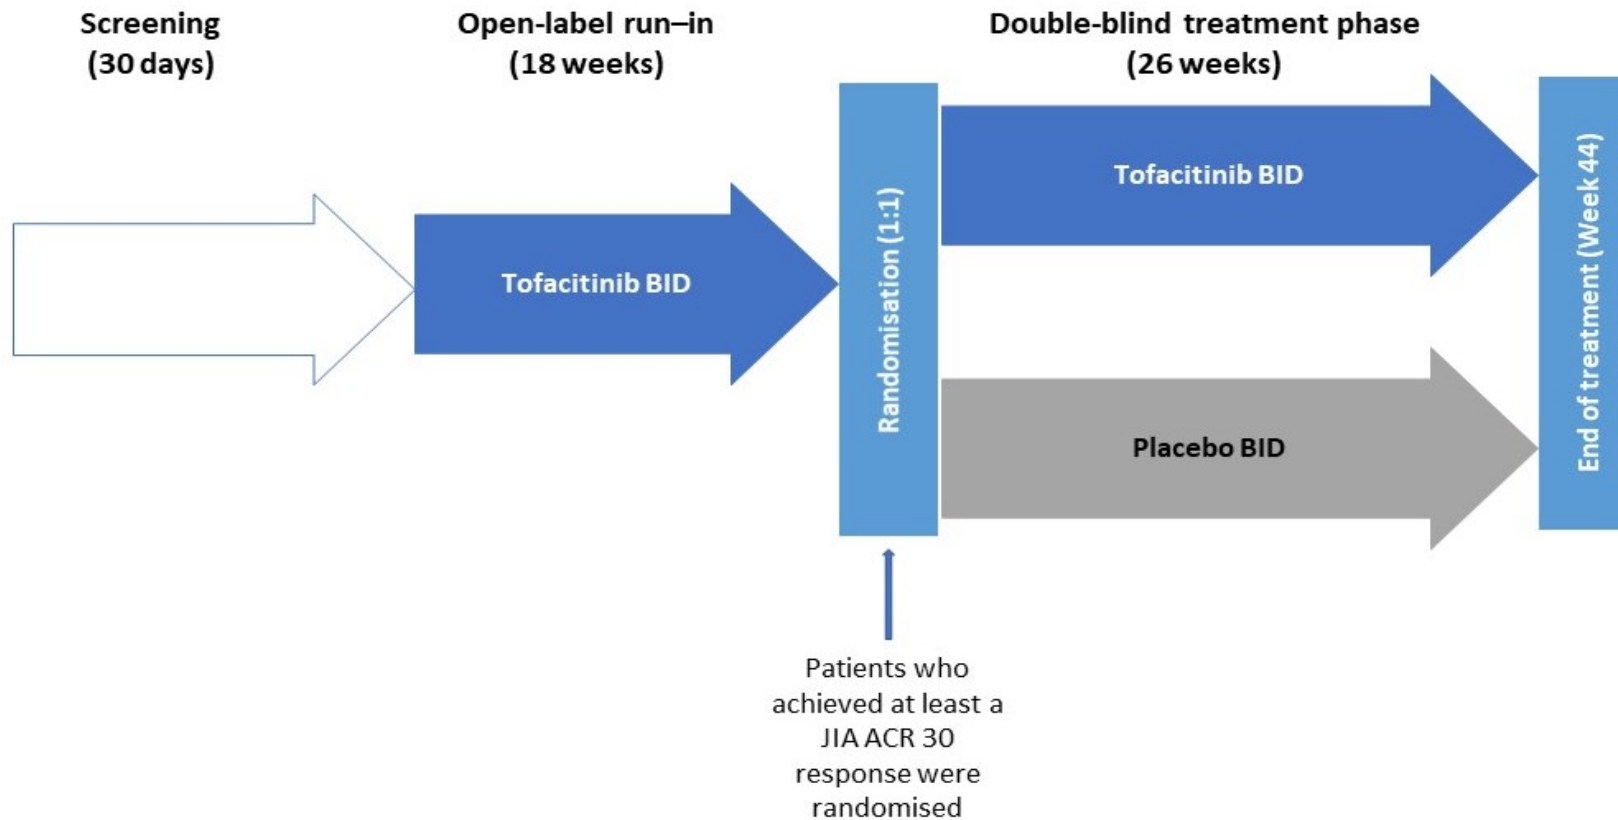 Screening
(30 days)
Open-label run–in
(18 weeks)
Double-blind treatment phase
(26 weeks)
Tofacitinib BID
Randomisation (1:1)
Tofacitinib BID
Placebo BID
End of treatment (Week 44)
Patients who
achieved at least a
JIA ACR 30
response were
randomised